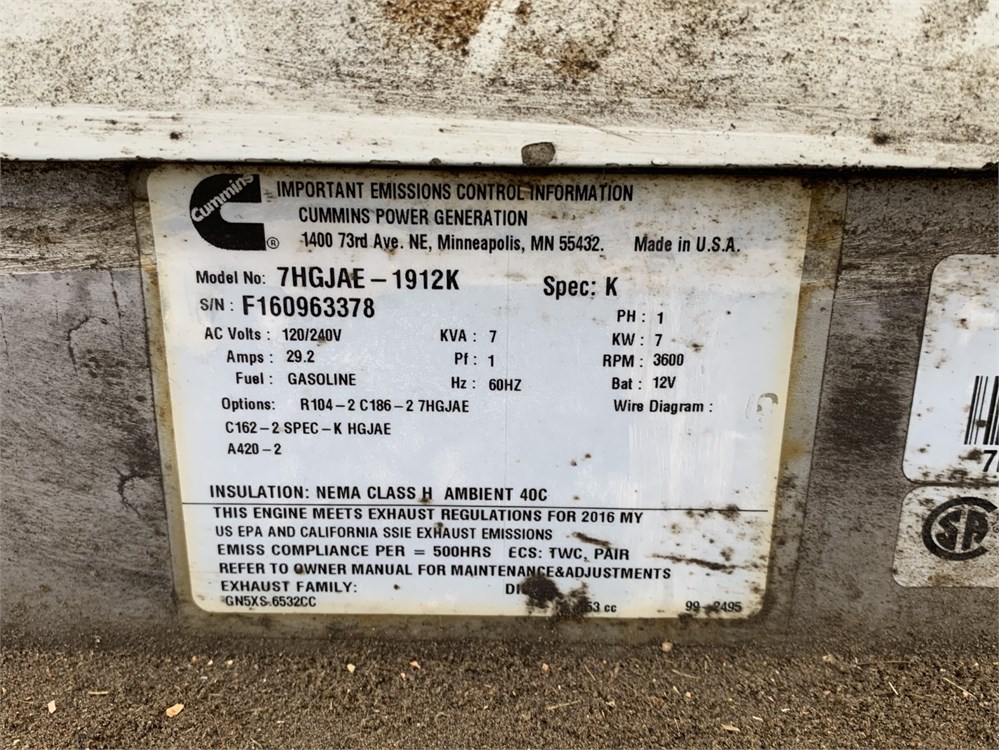 Cummins
®
IMPORTANT EMISSIONS CONTROL INFORMATION
CUMMINS POWER GENERATION
1400 73rd Ave. NE, Minneapolis, MN 55432. Made in U.S.A.
Model No: 7HGJAE-1912K Spec: K
S/N : F160963378 PH : 1
AC Volts : 120/240V KVA : 7 KW : 7
Amps : 29.2 Pf : 1 RPM : 3600
Fuel : GASOLINE Hz : 60HZ Bat : 12V
Options: R104-2 C186-2 7HGJAE Wire Diagram :
C162-2 SPEC-K HGJAE
A420-2
INSULATION: NEMA CLASS H AMBIENT 40C
THIS ENGINE MEETS EXHAUST REGULATIONS FOR 2016 MY
US EPA AND CALIFORNIA SSIE EXHAUST EMISSIONS
EMISS COMPLIANCE PER = 500HRS ECS: TWC, PAIR
REFER TO OWNER MANUAL FOR MAINTENANCE&ADJUSTMENTS
EXHAUST FAMILY:
GN5XS.6532CC cc 99-2495